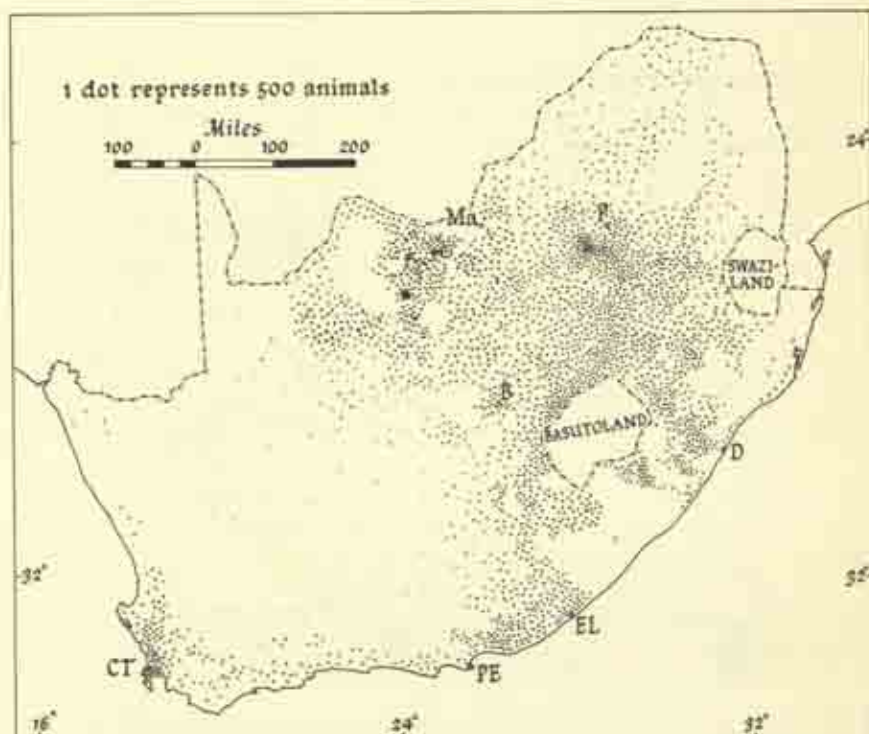 1 dot represents 500 animals
Miles
100 0 100 200
24°
Ma
P
SWAZI-
LAND
B
BASUTOLAND
D
32°
32°
EL
CT
PE
16°
24°
32°